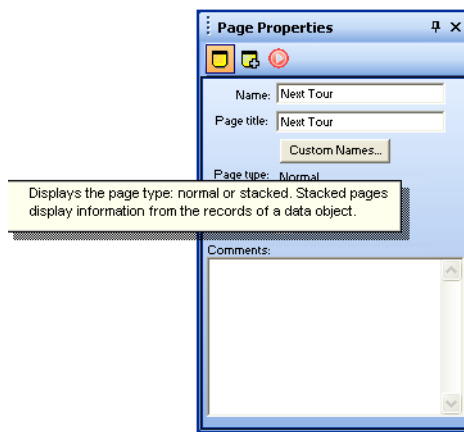 Page Properties
Name: Next Tour
Page title: Next Tour
Custom Names...
Page type: Normal
Displays the page type: normal or stacked. Stacked pages
display information from the records of a data object.
Comments: